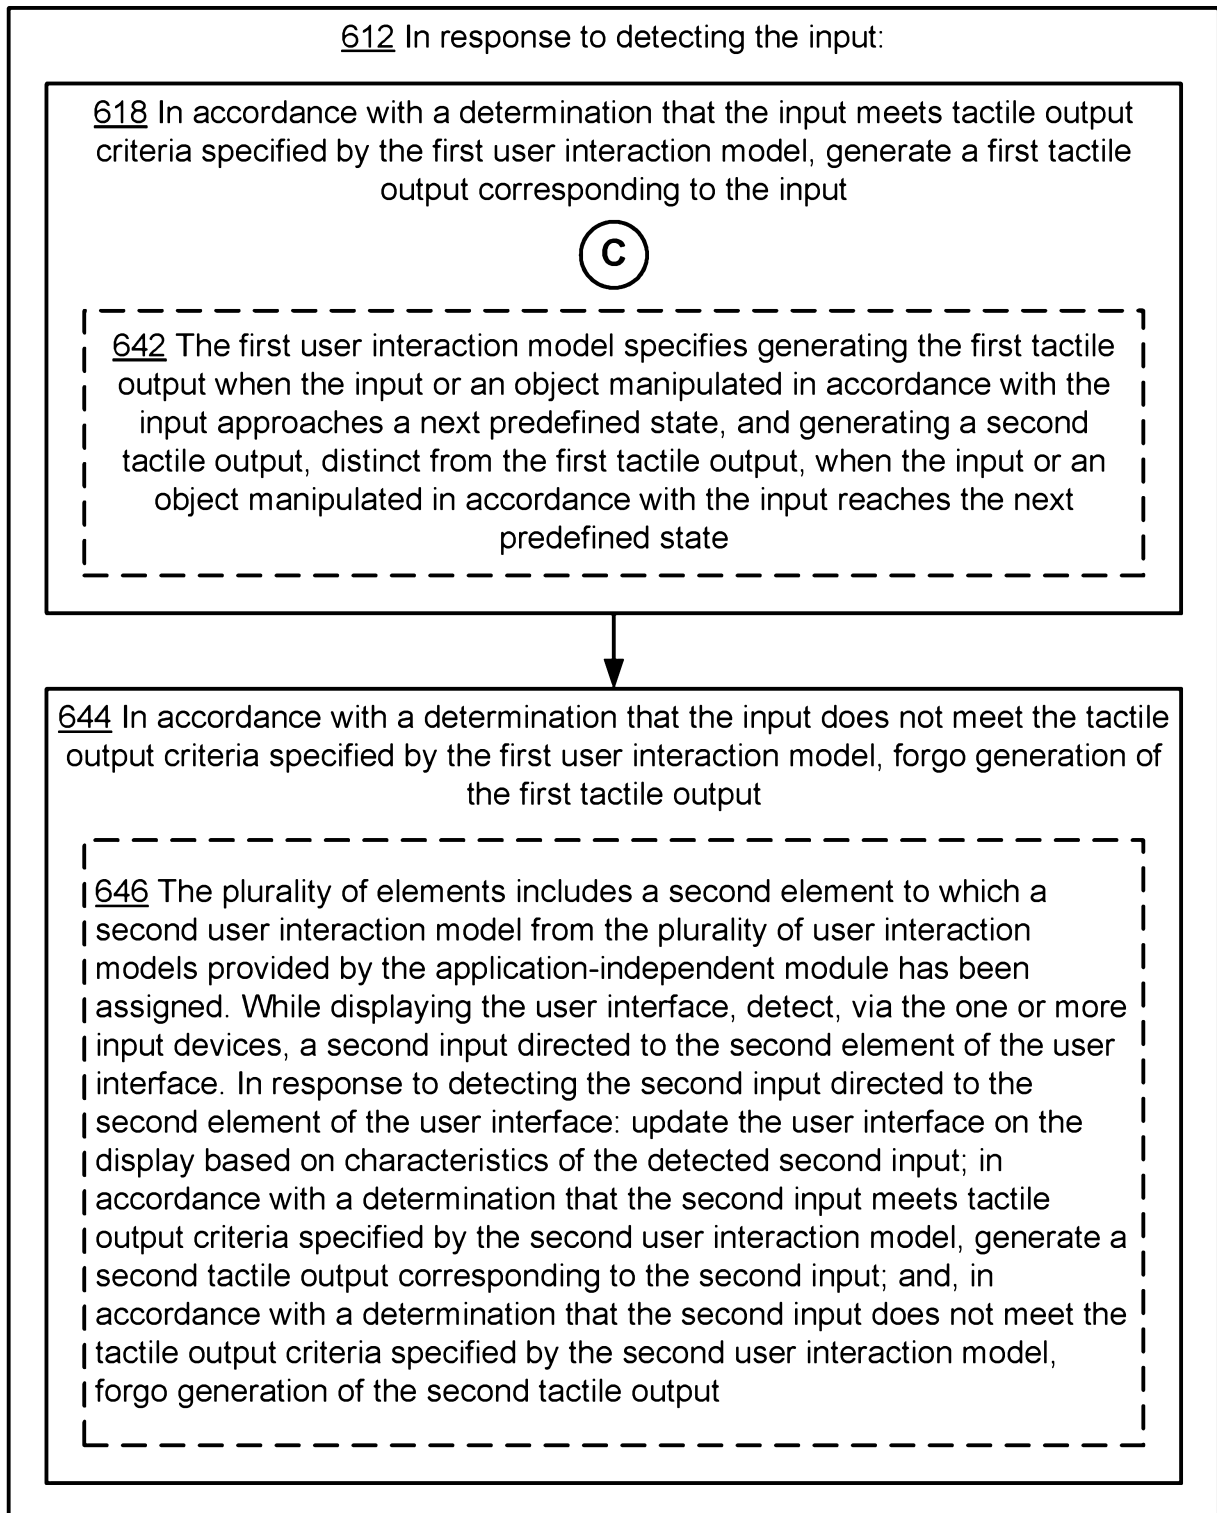 612 In response to detecting the input:
618 In accordance with a determination that the input meets tactile output
criteria specified by the first user interaction model, generate a first tactile
output corresponding to the input
C
642 The first user interaction model specifies generating the first tactile
output when the input or an object manipulated in accordance with the
input approaches a next predefined state, and generating a second
tactile output, distinct from the first tactile output, when the input or an
object manipulated in accordance with the input reaches the next
predefined state
644 In accordance with a determination that the input does not meet the tactile
output criteria specified by the first user interaction model, forgo generation of
the first tactile output
646 The plurality of elements includes a second element to which a
second user interaction model from the plurality of user interaction
models provided by the application-independent module has been
assigned. While displaying the user interface, detect, via the one or more
input devices, a second input directed to the second element of the user
interface. In response to detecting the second input directed to the
second element of the user interface: update the user interface on the
display based on characteristics of the detected second input; in
accordance with a determination that the second input meets tactile
output criteria specified by the second user interaction model, generate a
second tactile output corresponding to the second input; and, in
accordance with a determination that the second input does not meet the
tactile output criteria specified by the second user interaction model,
forgo generation of the second tactile output